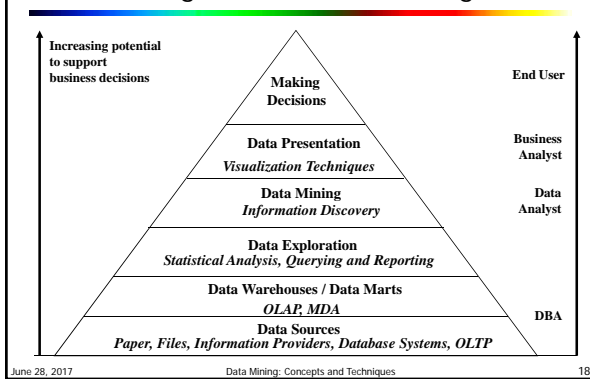 Increasing potential
to support
business decisions
End User
Making
Decisions
Business
Analyst
Data Presentation
Visualization Techniques
Data
Analyst
Data Mining
Information Discovery
Data Exploration
Statistical Analysis, Querying and Reporting
Data Warehouses / Data Marts
OLAP, MDA
DBA
Data Sources
Paper, Files, Information Providers, Database Systems, OLTP
June 28, 2017
Data Mining: Concepts and Techniques
18